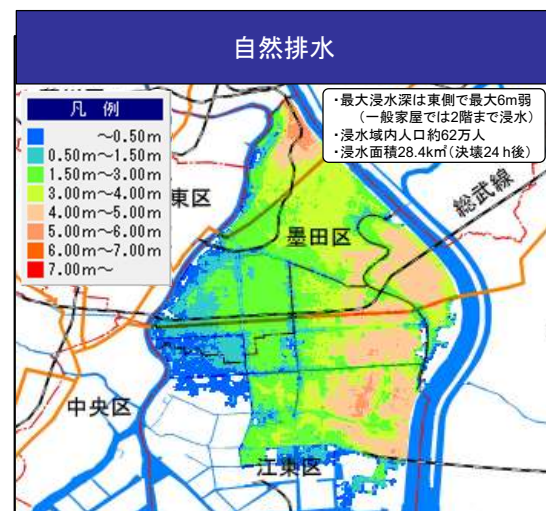 自然排水
・最大浸水深は東側で最大6m弱
(一般家屋では2階まで浸水)
・浸水域内人口約62万人
・浸水面積28.4k㎡(決壊24ｈ後)
凡 例
～0.50m
0.50m～1.50m
1.50m～3.00m
3.00m～4.00m
4.00m～5.00m
5.00m～6.00m
6.00m～7.00m
7.00m～
東区
総武線
墨田区
中央区
江東区